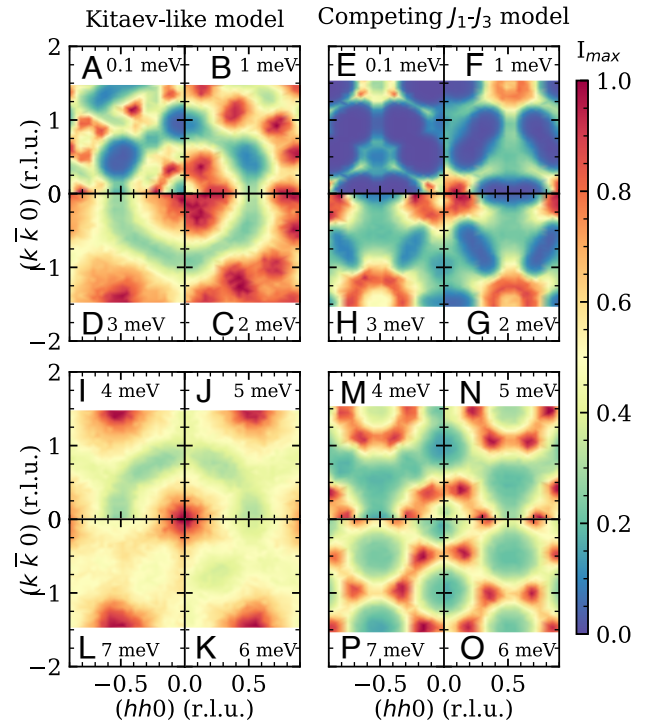 Kitaev-like model
Competing J₁-J₃ model
A 0.1 meV
B 1 meV
E 0.1 meV
F 1 meV
I_max
2
1
0
−1
−2
(k k̅ 0) (r.l.u.)
D 3 meV
C 2 meV
H 3 meV
G 2 meV
1.0
0.8
0.6
0.4
0.2
0.0
I 4 meV
J 5 meV
M 4 meV
N 5 meV
2
1
0
−1
−2
(k k̅ 0) (r.l.u.)
L 7 meV
K 6 meV
P 7 meV
O 6 meV
−0.5 0.0 0.5
−0.5 0.0 0.5
(hh0) (r.l.u.)
(hh0) (r.l.u.)